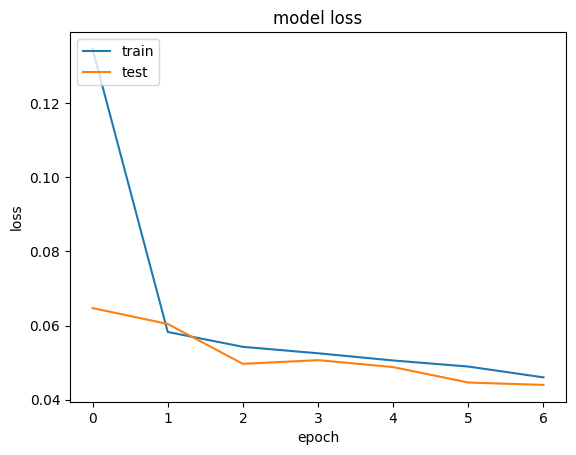 model loss
train
test
0.12
0.10
0.08
0.06
0.04
loss
0 1 2 3 4 5 6
epoch